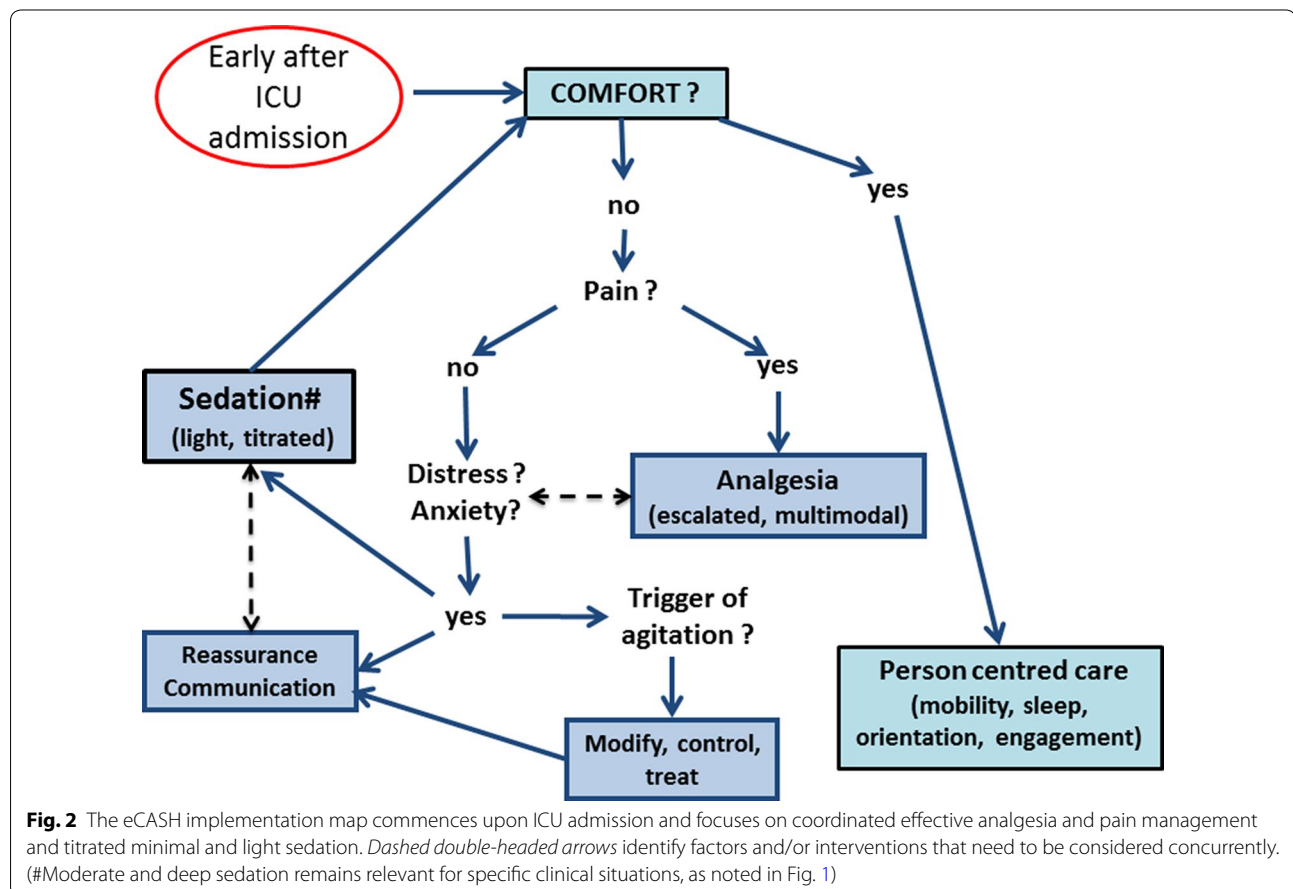 Early after
ICU
admission
COMFORT ?
no
yes
Pain ?
no
yes
Sedation#
(light, titrated)
Distress ?
Anxiety?
Analgesia
(escalated, multimodal)
yes
Trigger of
agitation ?
Reassurance
Communication
Person centred care
(mobility, sleep,
orientation, engagement)
Modify, control,
treat
Fig. 2 The eCASH implementation map commences upon ICU admission and focuses on coordinated effective analgesia and pain management
and titrated minimal and light sedation. Dashed double-headed arrows identify factors and/or interventions that need to be considered concurrently.
(#Moderate and deep sedation remains relevant for specific clinical situations, as noted in Fig. 1)